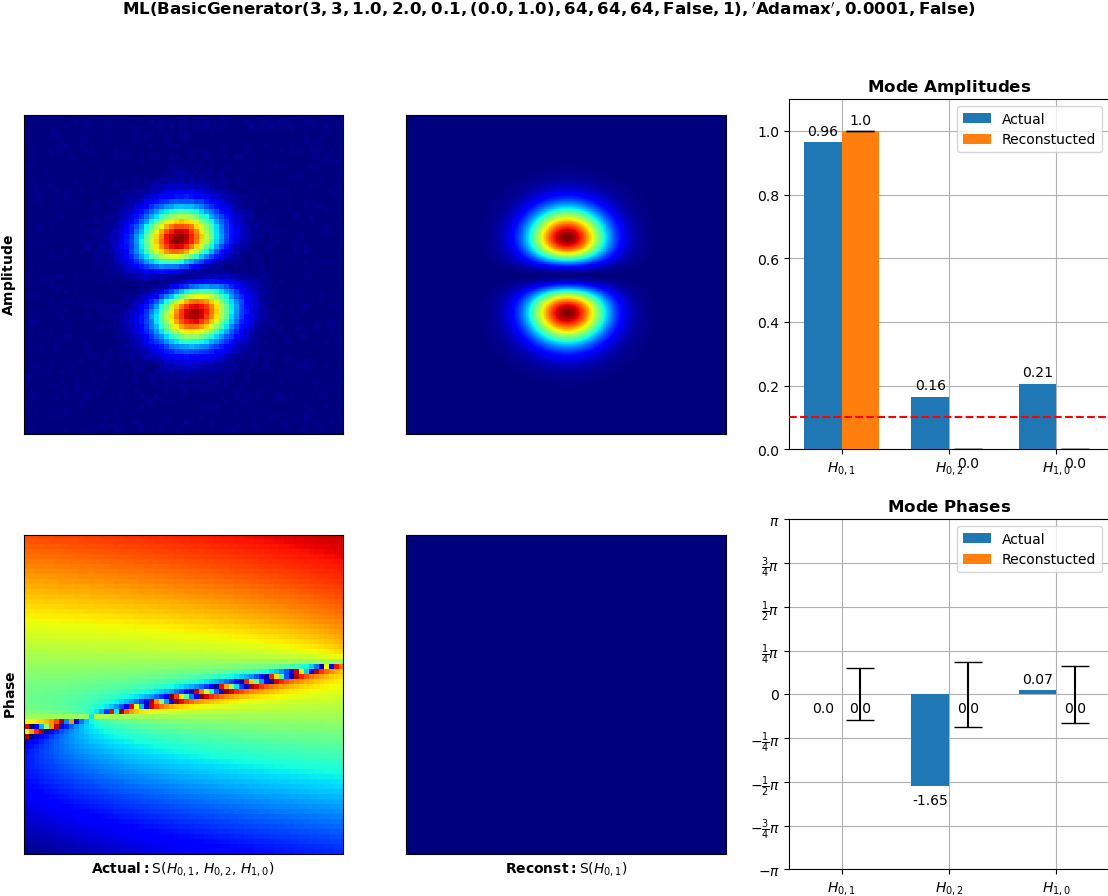 ML(BasicGenerator(3, 3, 1.0, 2.0, 0.1, (0.0, 1.0), 64, 64, 64, False, 1), ′Adamax′, 0.0001, False)
Amplitude
Mode Amplitudes
Actual
Reconstucted
1.0
0.8
0.6
0.4
0.2
0.0
0.96
1.0
0.16
0.0
0.21
0.0
H0,1
H0,2
H1,0
Phase
Actual: S(H0,1, H0,2, H1,0)
Reconst: S(H0,1)
Mode Phases
Actual
Reconstucted
π
3/4π
1/2π
1/4π
0
−1/4π
−1/2π
−3/4π
−π
0.0
0.0
-1.65
0.0
0.07
0.0
H0,1
H0,2
H1,0